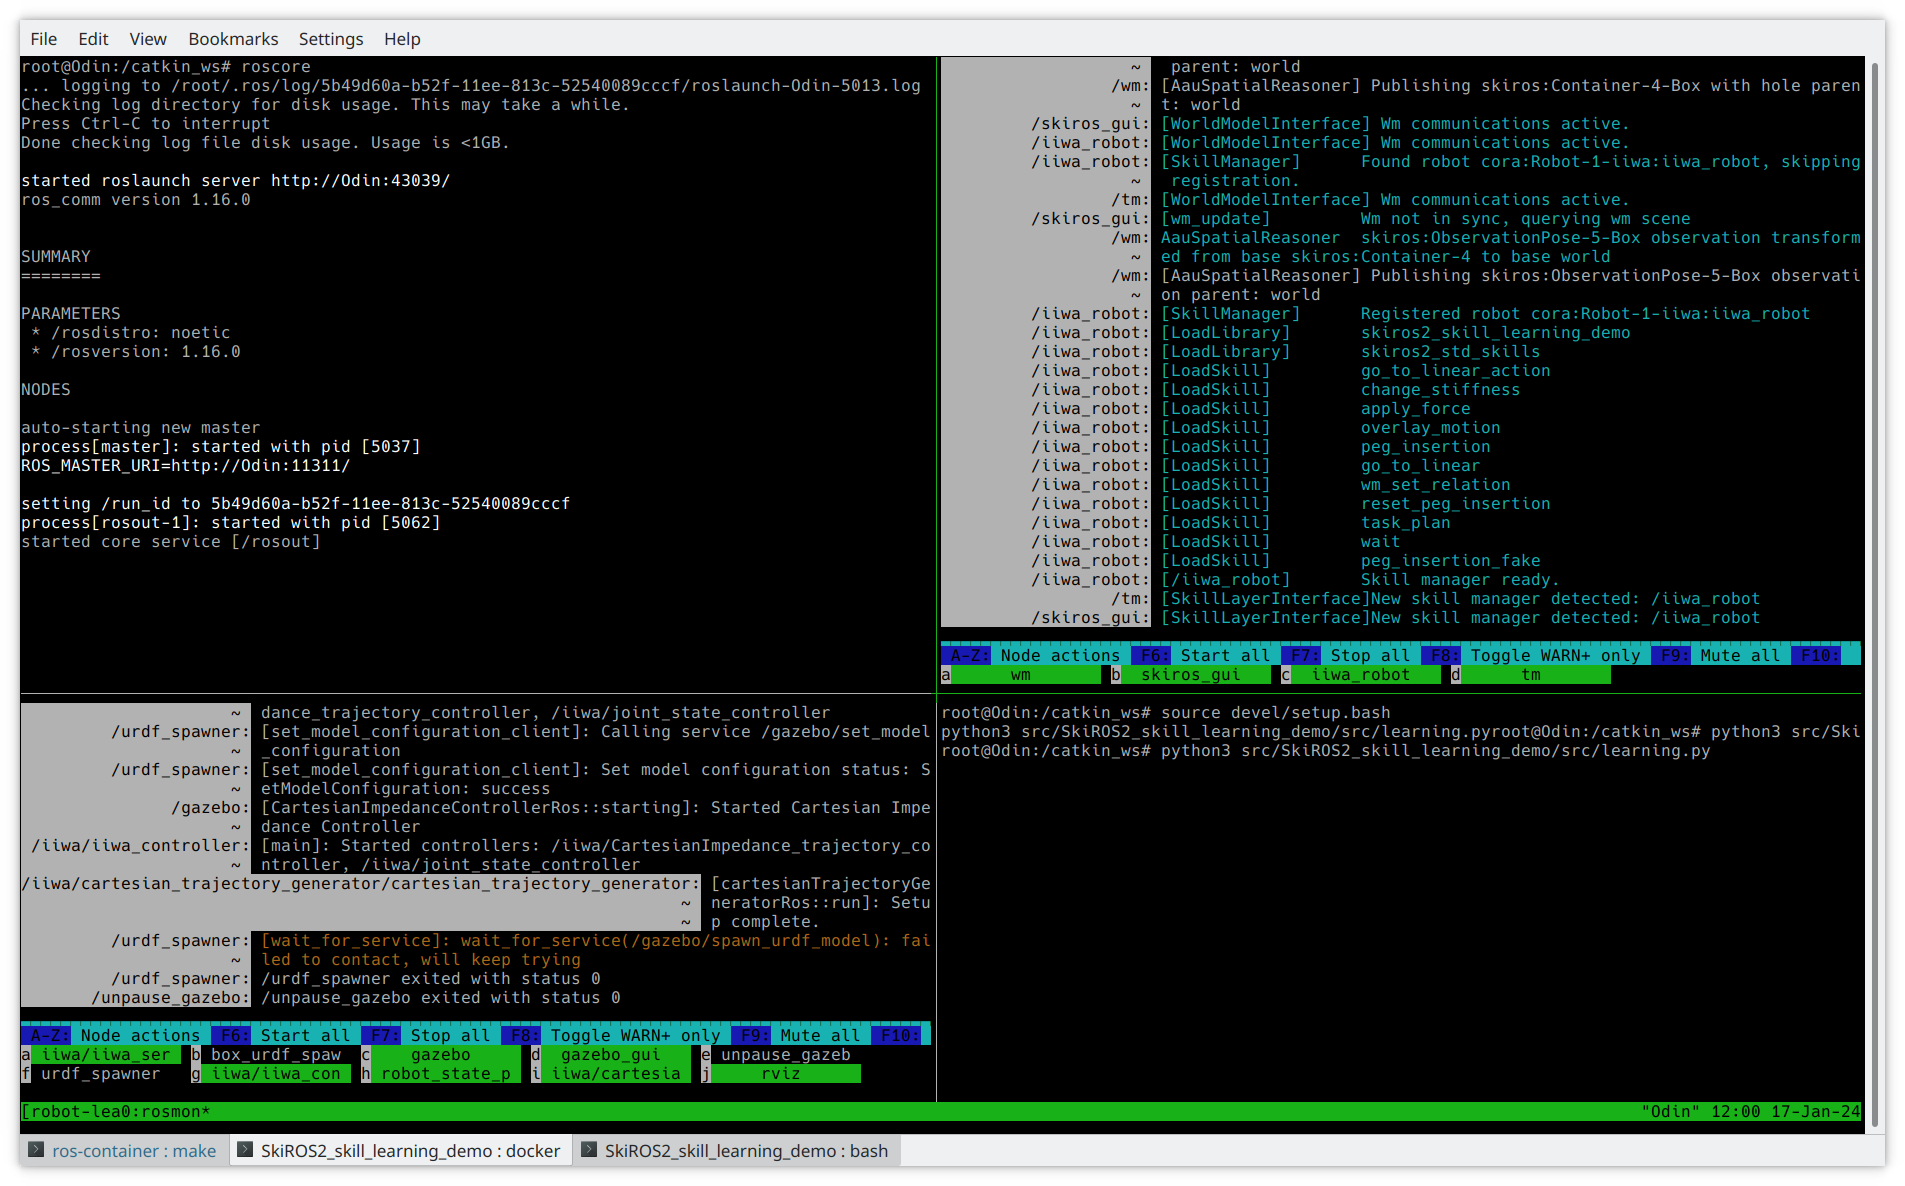 File Edit View Bookmarks Settings Help
root@Odin:/catkin_ws# roscore
... logging to /root/.ros/log/5b49d60a-b52f-11ee-813c-52540089cccf/roslaunch-Odin-5013.log
Checking log directory for disk usage. This may take a while.
Press Ctrl-C to interrupt
Done checking log file disk usage. Usage is <1GB.
started roslaunch server http://Odin:43039/
ros_comm version 1.16.0
SUMMARY
========
PARAMETERS
* /rosdistro: noetic
* /rosversion: 1.16.0
NODES
auto-starting new master
process[master]: started with pid [5037]
ROS_MASTER_URI=http://Odin:11311/
setting /run_id to 5b49d60a-b52f-11ee-813c-52540089cccf
process[rosout-1]: started with pid [5062]
started core service [/rosout]
~ parent: world
/wm: [AauSpatialReasoner] Publishing skiros:Container-4-Box with hole paren
~ t: world
/skiros_gui: [WorldModelInterface] Wm communications active.
/iiwa_robot: [WorldModelInterface] Wm communications active.
/iiwa_robot: [SkillManager] Found robot cora:Robot-1-iiwa:iiwa_robot, skipping
~ registration.
/tm: [WorldModelInterface] Wm communications active.
/skiros_gui: [wm_update] Wm not in sync, querying wm scene
/wm: AauSpatialReasoner skiros:ObservationPose-5-Box observation transform
~ ed from base skiros:Container-4 to base world
/wm: [AauSpatialReasoner] Publishing skiros:ObservationPose-5-Box observati
~ on parent: world
/iiwa_robot: [SkillManager] Registered robot cora:Robot-1-iiwa:iiwa_robot
/iiwa_robot: [LoadLibrary] skiros2_skill_learning_demo
/iiwa_robot: [LoadLibrary] skiros2_std_skills
/iiwa_robot: [LoadSkill] go_to_linear_action
/iiwa_robot: [LoadSkill] change_stiffness
/iiwa_robot: [LoadSkill] apply_force
/iiwa_robot: [LoadSkill] overlay_motion
/iiwa_robot: [LoadSkill] peg_insertion
/iiwa_robot: [LoadSkill] go_to_linear
/iiwa_robot: [LoadSkill] wm_set_relation
/iiwa_robot: [LoadSkill] reset_peg_insertion
/iiwa_robot: [LoadSkill] task_plan
/iiwa_robot: [LoadSkill] wait
/iiwa_robot: [LoadSkill] peg_insertion_fake
/iiwa_robot: [/iiwa_robot] Skill manager ready.
/tm: [SkillLayerInterface]New skill manager detected: /iiwa_robot
/skiros_gui: [SkillLayerInterface]New skill manager detected: /iiwa_robot
A-Z: Node actions F6: Start all F7: Stop all F8: Toggle WARN+ only F9: Mute all F10:
a wm b skiros_gui c iiwa_robot d tm
~ dance_trajectory_controller, /iiwa/joint_state_controller
/urdf_spawner: [set_model_configuration_client]: Calling service /gazebo/set_model
~ _configuration
/urdf_spawner: [set_model_configuration_client]: Set model configuration status: S
~ etModelConfiguration: success
/gazebo: [CartesianImpedanceControllerRos::starting]: Started Cartesian Impe
~ dance Controller
/iiwa/iiwa_controller: [main]: Started controllers: /iiwa/CartesianImpedance_trajectory_co
~ ntroller, /iiwa/joint_state_controller
/iiwa/cartesian_trajectory_generator/cartesian_trajectory_generator: [cartesianTrajectoryGe
~ neratorRos::run]: Setu
~ p complete.
/urdf_spawner: [wait_for_service]: wait_for_service(/gazebo/spawn_urdf_model): fai
~ led to contact, will keep trying
/urdf_spawner: /urdf_spawner exited with status 0
/unpause_gazebo: /unpause_gazebo exited with status 0
A-Z: Node actions F6: Start all F7: Stop all F8: Toggle WARN+ only F9: Mute all F10:
a iiwa/iiwa_ser b box_urdf_spaw c gazebo d gazebo_gui e unpause_gazeb
f urdf_spawner g iiwa/iiwa_con h robot_state_p i iiwa/cartesia j rviz
root@Odin:/catkin_ws# source devel/setup.bash
python3 src/SkiROS2_skill_learning_demo/src/learning.pyroot@Odin:/catkin_ws# python3 src/Ski
root@Odin:/catkin_ws# python3 src/SkiROS2_skill_learning_demo/src/learning.py
[robot-lea0:rosmon* "Odin" 12:00 17-Jan-24
ros-container : make SkiROS2_skill_learning_demo : docker SkiROS2_skill_learning_demo : bash